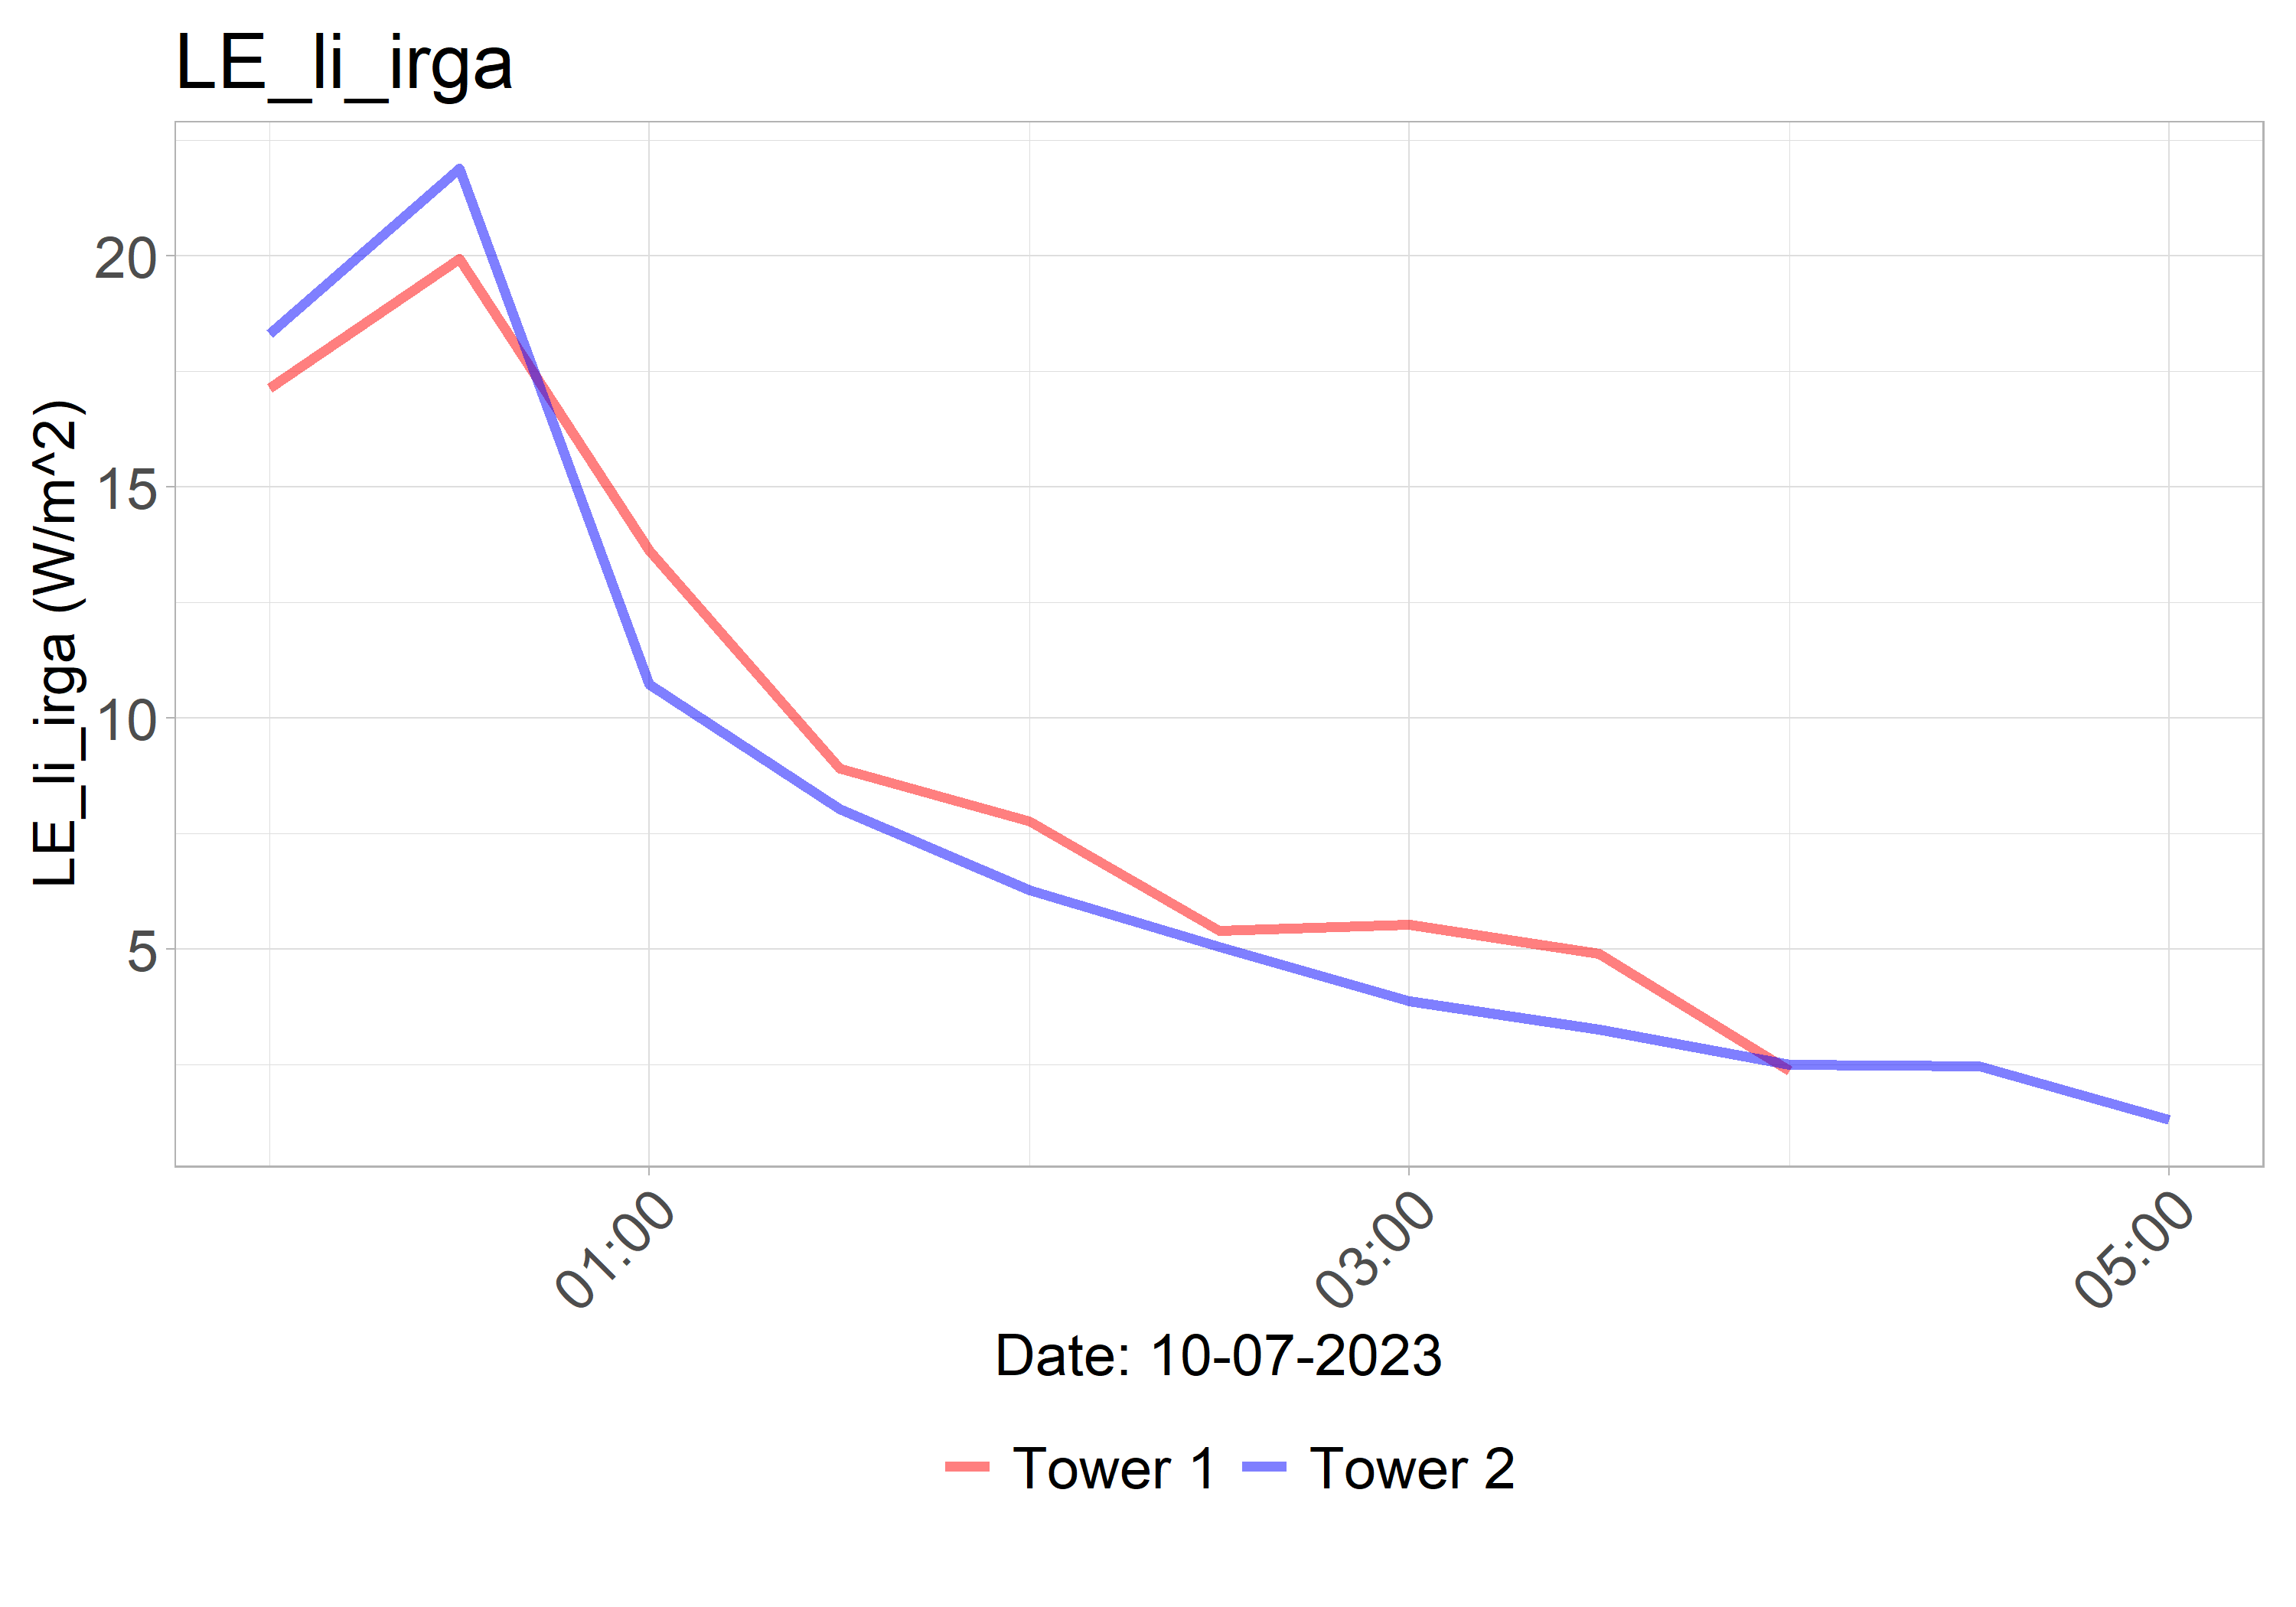 LE_li_irga
LE_li_irga (W/m^2)
20
15
10
5
01:00
03:00
05:00
Date: 10-07-2023
Tower 1
Tower 2